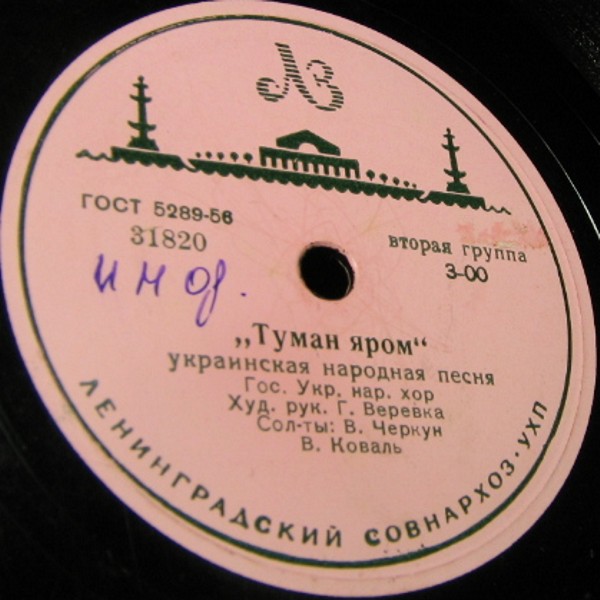 ЛЗ
ГОСТ 5289-56
31820
вторая группа
3-00
„Туман яром“
украинская народная песня
Гос. Укр. нар. хор
Худ. рук. Г. Веревка
Сол-ты: В. Черкун
В. Коваль
ЛЕНИНГРАДСКИЙ СОВНАРХОЗ·УХП